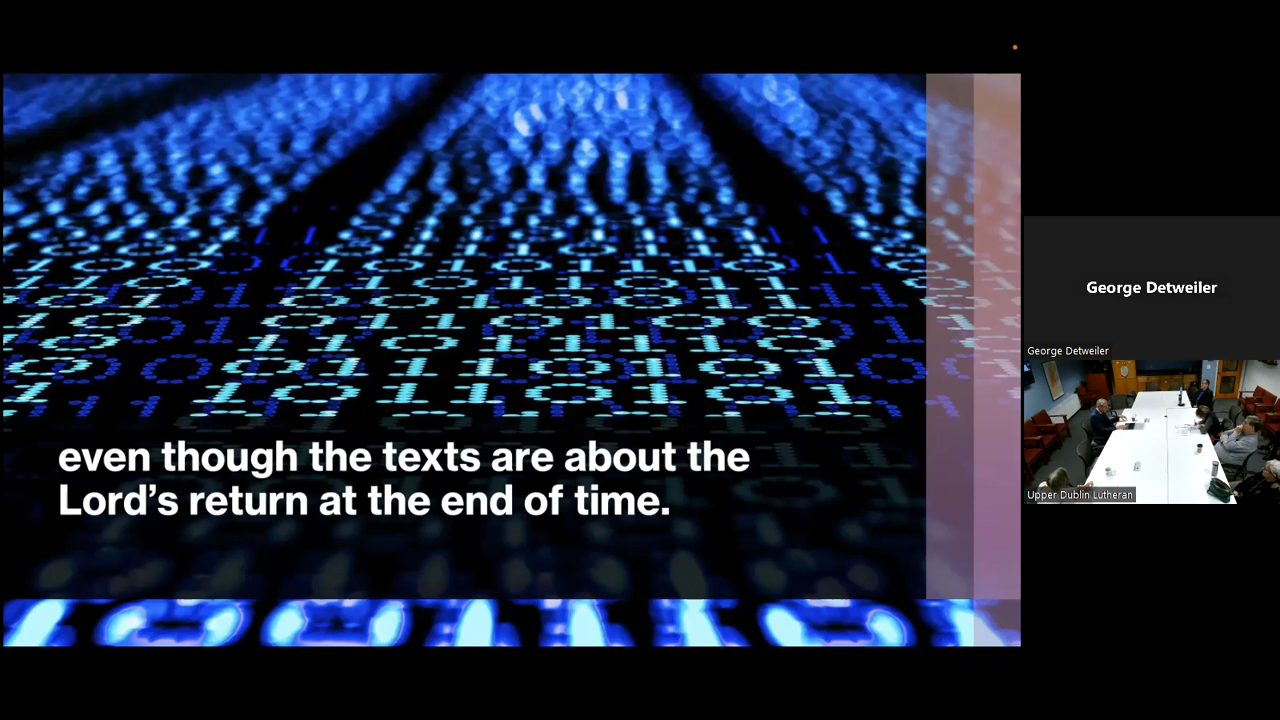 even though the texts are about the
Lord’s return at the end of time.
George Detweiler
George Detweiler
Upper Dublin Lutheran